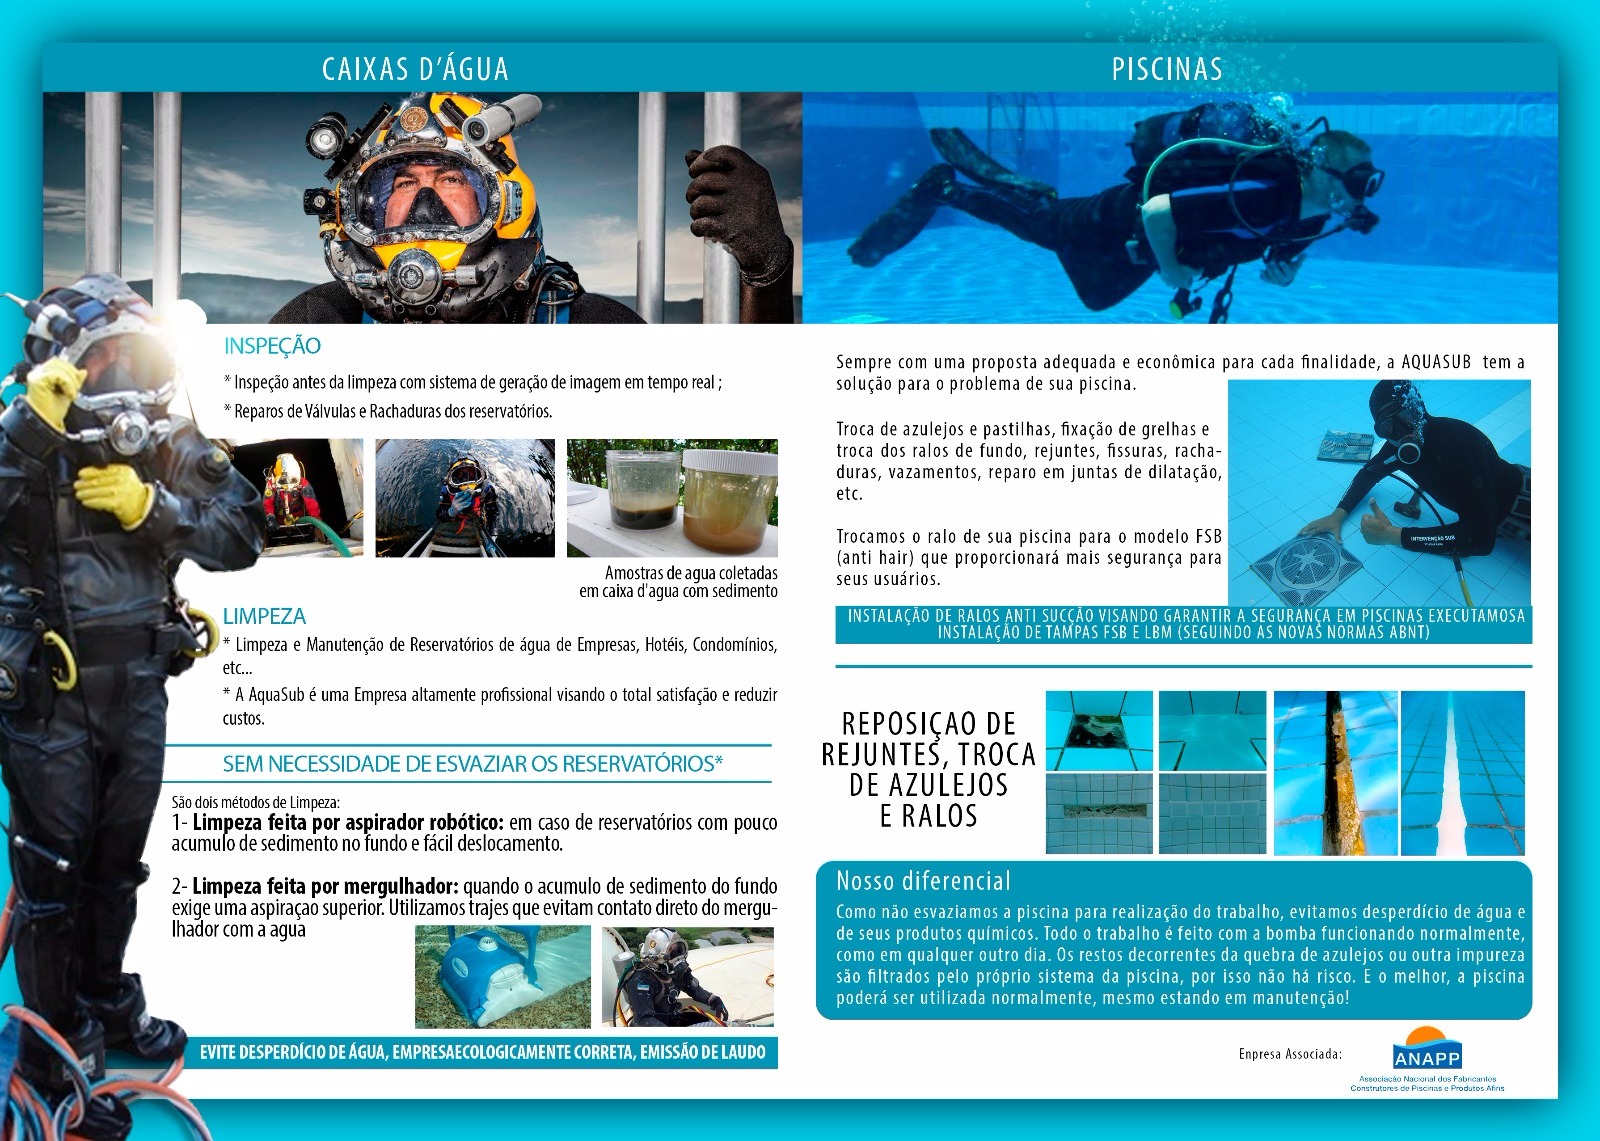 CAIXAS D'ÁGUA
INSPEÇÃO
* Inspeção antes da limpeza com sistema de geração de imagem em tempo real ;
* Reparos de Válvulas e Rachaduras dos reservatórios.
Amostras de agua coletadas
em caixa d'agua com sedimento
LIMPEZA
* Limpeza e Manutenção de Reservatórios de água de Empresas, Hotéis, Condomínios,
etc...
* A AquaSub é uma Empresa altamente profissional visando o total satisfação e reduzir
custos.
SEM NECESSIDADE DE ESVAZIAR OS RESERVATÓRIOS*
São dois métodos de Limpeza:
1- Limpeza feita por aspirador robótico: em caso de reservatórios com pouco
acumulo de sedimento no fundo e fácil deslocamento.
2- Limpeza feita por mergulhador: quando o acumulo de sedimento do fundo
exige uma aspiraçao superior. Utilizamos trajes que evitam contato direto do mergu-
lhador com a agua
EVITE DESPERDÍCIO DE ÁGUA, EMPRESAECOLOGICAMENTE CORRETA, EMISSÃO DE LAUDO
PISCINAS
Sempre com uma proposta adequada e econômica para cada finalidade, a AQUASUB tem a
solução para o problema de sua piscina.
Troca de azulejos e pastilhas, fixação de grelhas e
troca dos ralos de fundo, rejuntes, fissuras, racha-
duras, vazamentos, reparo em juntas de dilatação,
etc.
Trocamos o ralo de sua piscina para o modelo FSB
(anti hair) que proporcionará mais segurança para
seus usuários.
INTERVENÇÃO SUB
INSTALAÇÃO DE RALOS ANTI SUCÇÃO VISANDO GARANTIR A SEGURANÇA EM PISCINAS EXECUTAMOSA
INSTALAÇÃO DE TAMPAS FSB E LBM (SEGUINDO AS NOVAS NORMAS ABNT)
REPOSIÇAO DE
REJUNTES, TROCA
DE AZULEJOS
E RALOS
Nosso diferencial
Como não esvaziamos a piscina para realização do trabalho, evitamos desperdício de água e
de seus produtos químicos. Todo o trabalho é feito com a bomba funcionando normalmente,
como em qualquer outro dia. Os restos decorrentes da quebra de azulejos ou outra impureza
são filtrados pelo próprio sistema da piscina, por isso não há risco. E o melhor, a piscina
poderá ser utilizada normalmente, mesmo estando em manutenção!
Enpresa Associada:
ANAPP
Associação Nacional dos Fabricantos
Construtores de Piscinas e Produtos Afins